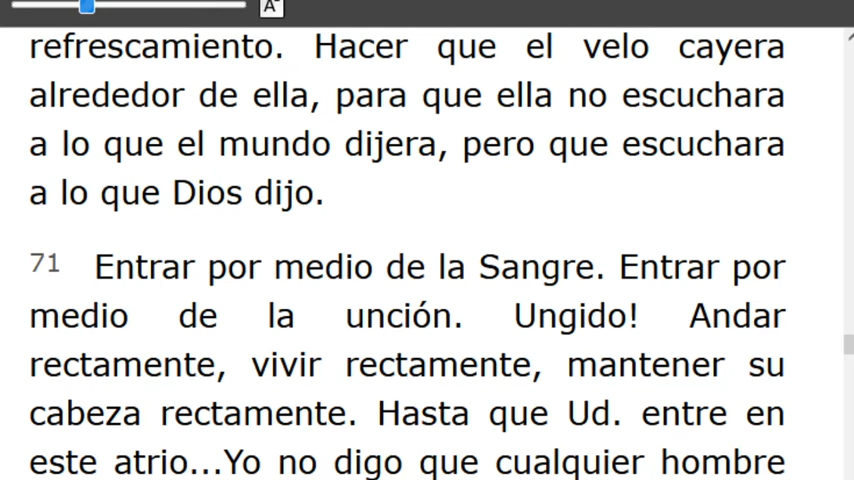 refrescamiento. Hacer que el velo cayera
alrededor de ella, para que ella no escuchara
a lo que el mundo dijera, pero que escuchara
a lo que Dios dijo.
71 Entrar por medio de la Sangre. Entrar por
medio de la unción. Ungido! Andar
rectamente, vivir rectamente, mantener su
cabeza rectamente. Hasta que Ud. entre en
este atrio...Yo no digo que cualquier hombre